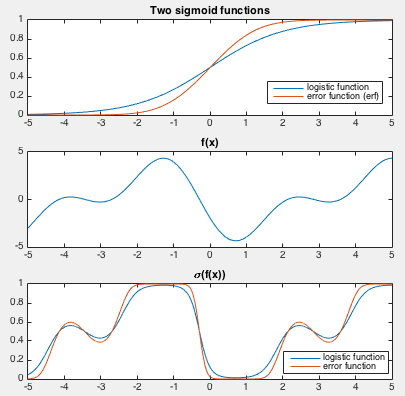 Two sigmoid functions
1
0.8
0.6
0.4
0.2
0
logistic function
error function (erf)
-5 -4 -3 -2 -1 0 1 2 3 4 5
f(x)
5
0
-5
-5 -4 -3 -2 -1 0 1 2 3 4 5
σ(f(x))
1
0.8
0.6
0.4
0.2
0
logistic function
error function
-5 -4 -3 -2 -1 0 1 2 3 4 5